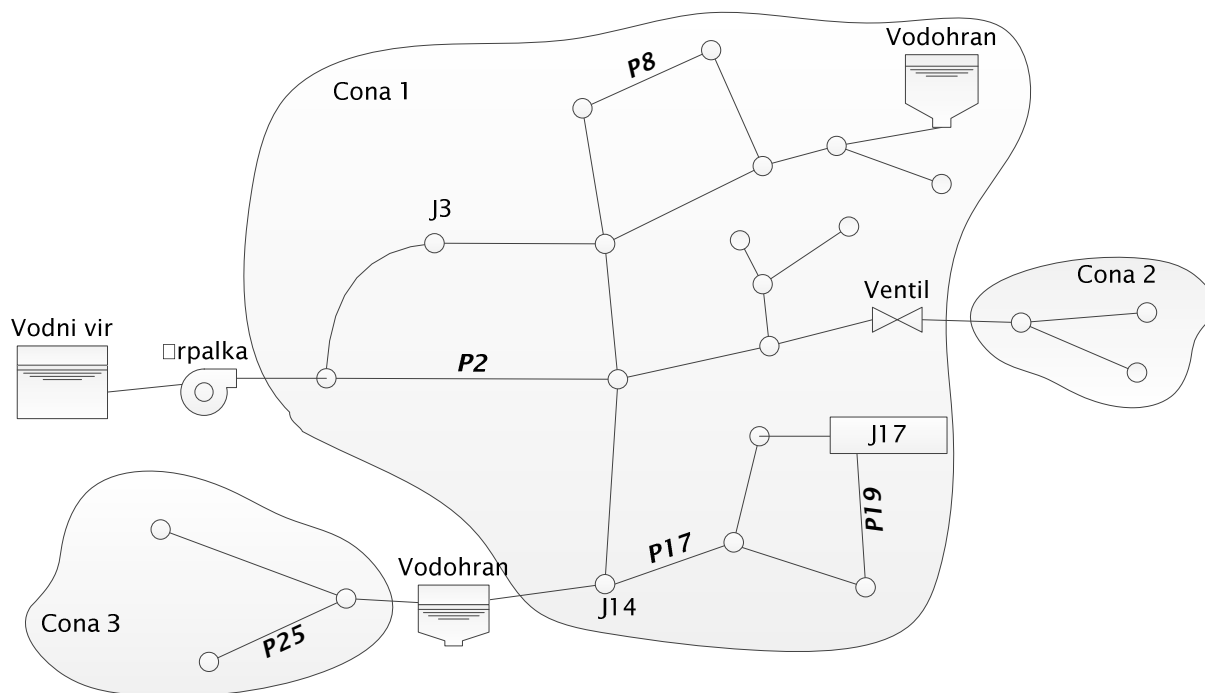 Vodohran
P8
Cona 1
J3
Cona 2
Ventil
Vodni vir
□rpalka
P2
J17
P19
P17
Vodohran
J14
Cona 3
P25